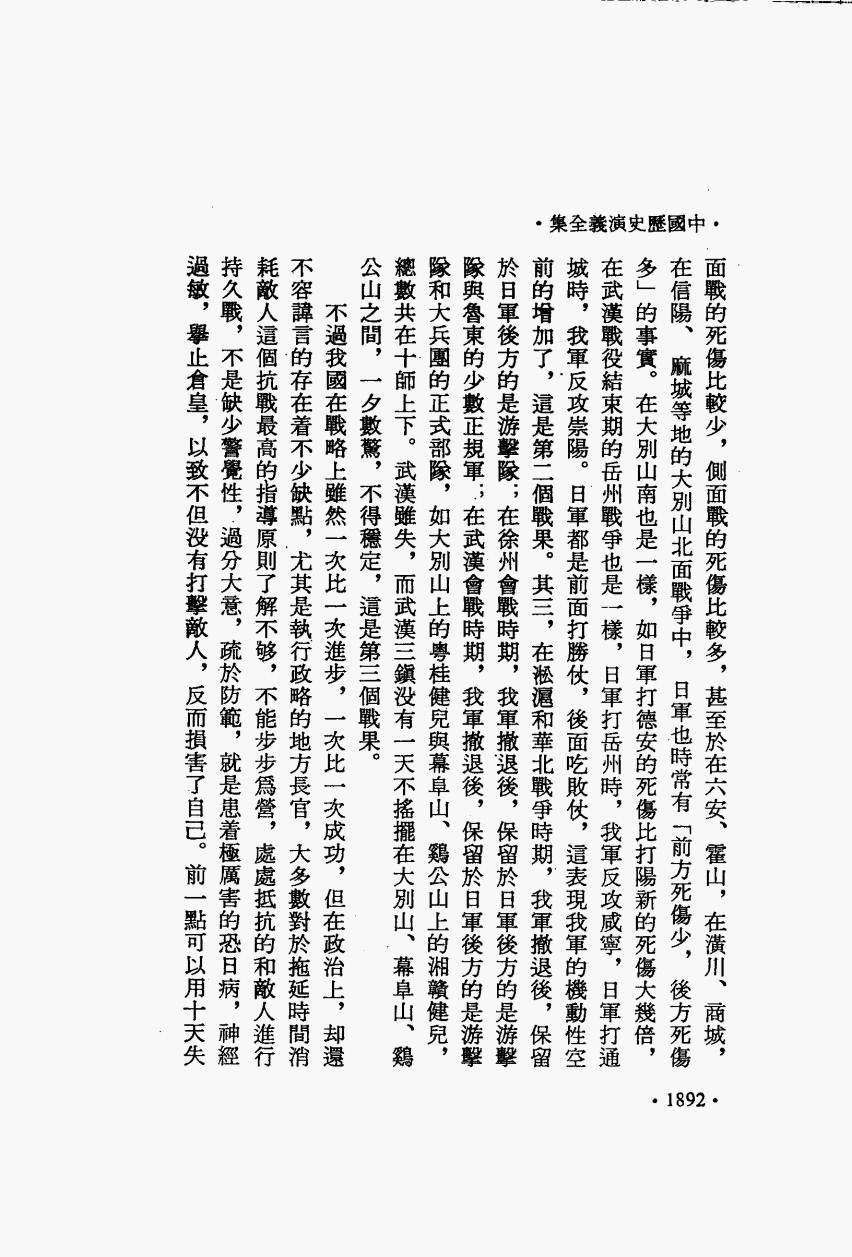 ·中國歷史演義全集·
面戰的死傷比較少，側面戰的死傷比較多，甚至於在六安、霍山，在潢川、商城，
在信陽、麻城等地的大別山北面戰爭中，日軍也時常有「前方死傷少，後方死傷
多」的事實。在大別山南也是一樣，如日軍打德安的死傷比打陽新的死傷大幾倍，
在武漢戰役結束期的岳州戰爭也是一樣，日軍打岳州時，我軍反攻咸寧，日軍打通
城時，我軍反攻崇陽。日軍都是前面打勝仗，後面吃敗仗，這表現我軍的機動性空
前的增加了，這是第二個戰果。其三，在淞滬和華北戰爭時期，我軍撤退後，保留
於日軍後方的是游擊隊；在徐州會戰時期，我軍撤退後，保留於日軍後方的是游擊
隊與魯東的少數正規軍；在武漢會戰時期，我軍撤退後，保留於日軍後方的是游擊
隊和大兵團的正式部隊，如大別山上的粵桂健兒與幕阜山、鷄公山上的湘贛健兒，
總數共在十師上下。武漢雖失，而武漢三鎭没有一天不搖擺在大別山、幕阜山、鷄
公山之間，一夕數驚，不得穩定，這是第三個戰果。
不過我國在戰略上雖然一次比一次進步，一次比一次成功，但在政治上，却還
不容諱言的存在着不少缺點，尤其是執行政略的地方長官，大多數對於拖延時間消
耗敵人這個抗戰最高的指導原則了解不够，不能步步爲營，處處抵抗的和敵人進行
持久戰，不是缺少警覺性，過分大意，疏於防範，就是患着極厲害的恐日病，神經
過敏，擧止倉皇，以致不但没有打擊敵人，反而損害了自己。前一點可以用十天失
·1892·